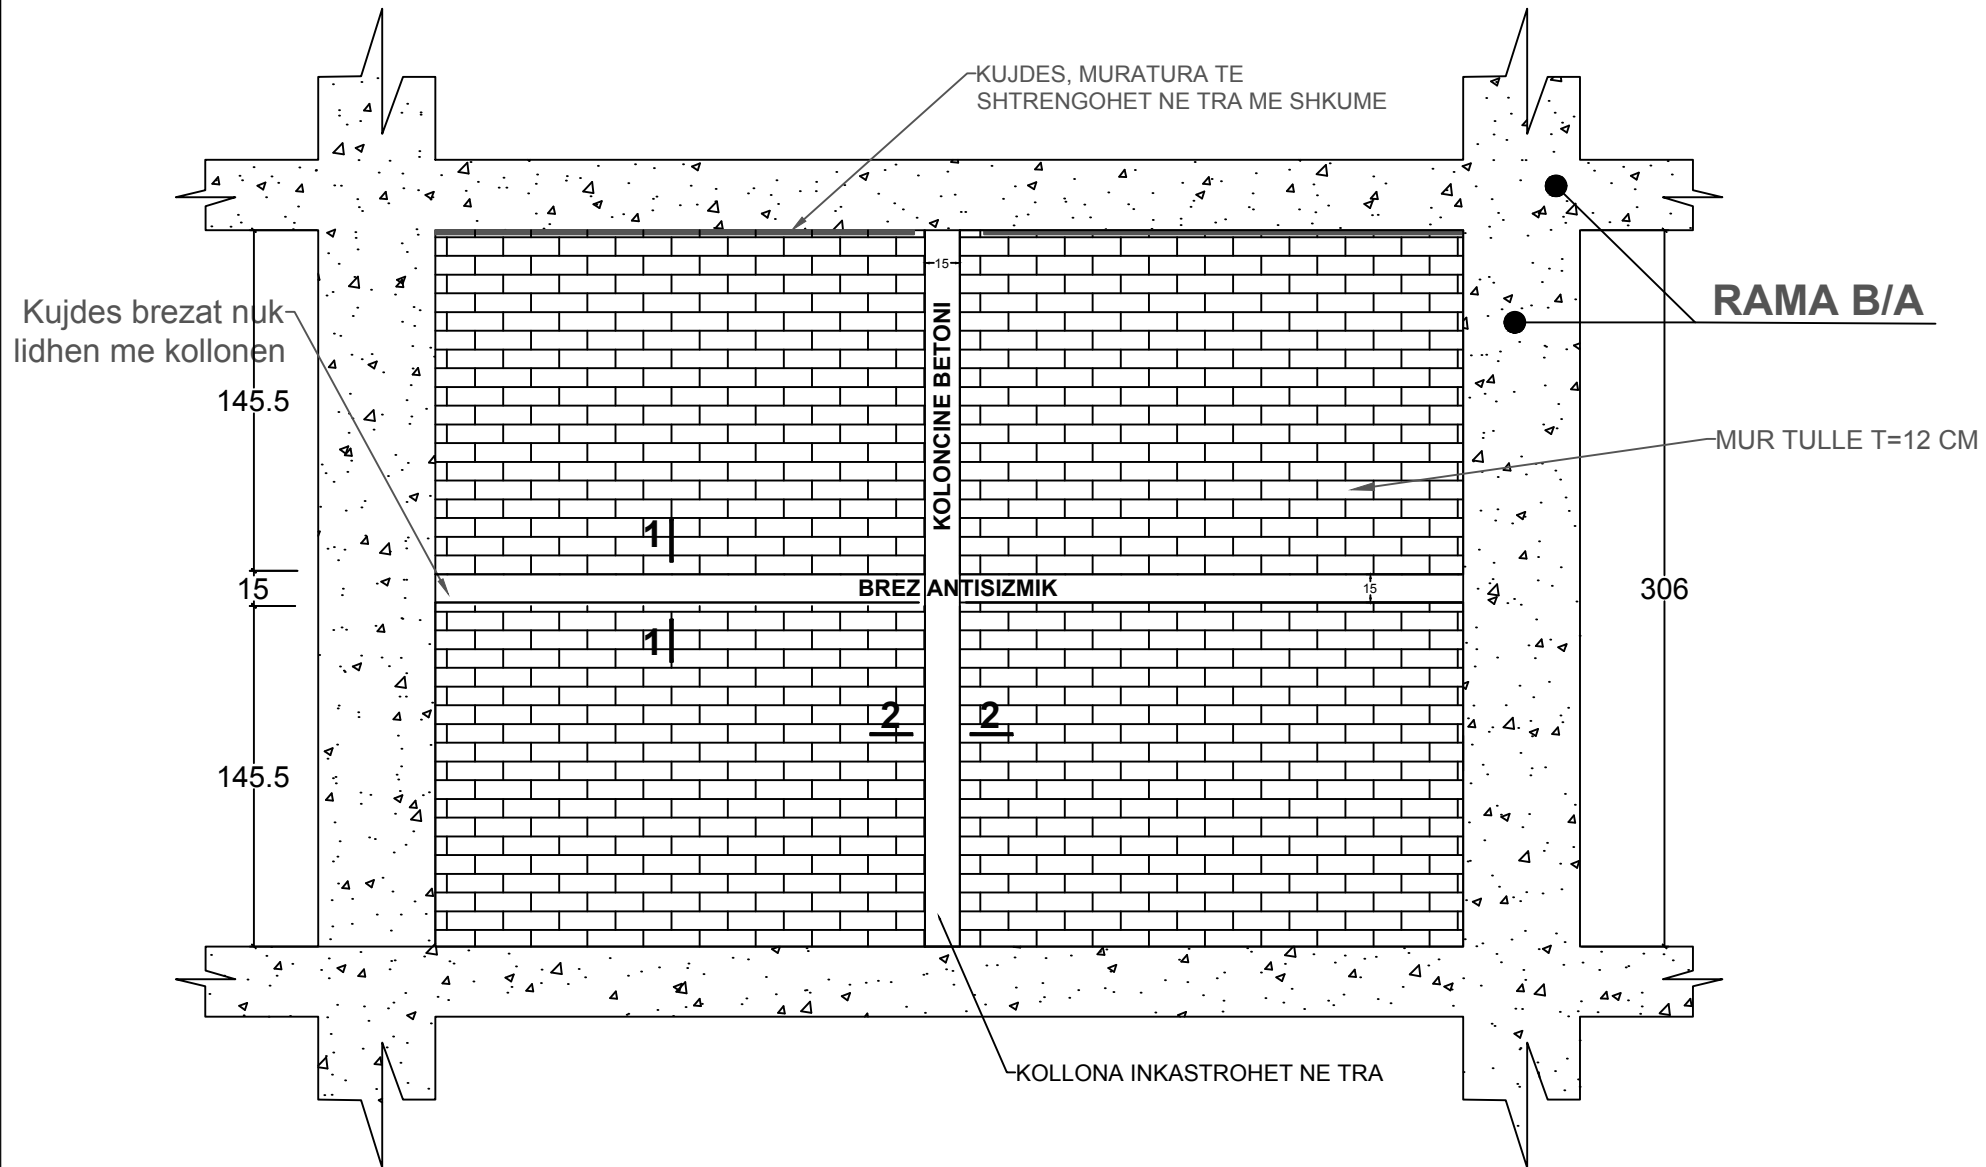 KUJDES, MURATURA TE
SHTRENGOHET NE TRA ME SHKUME
15
Kujdes brezat nuk
lidhen me kollonen
RAMA B/A
145.5
KOLONCINE BETONI
MUR TULLE T=12 CM
1
15
BREZ ANTISIZMIK
15
306
1
2
2
145.5
KOLLONA INKASTROHET NE TRA